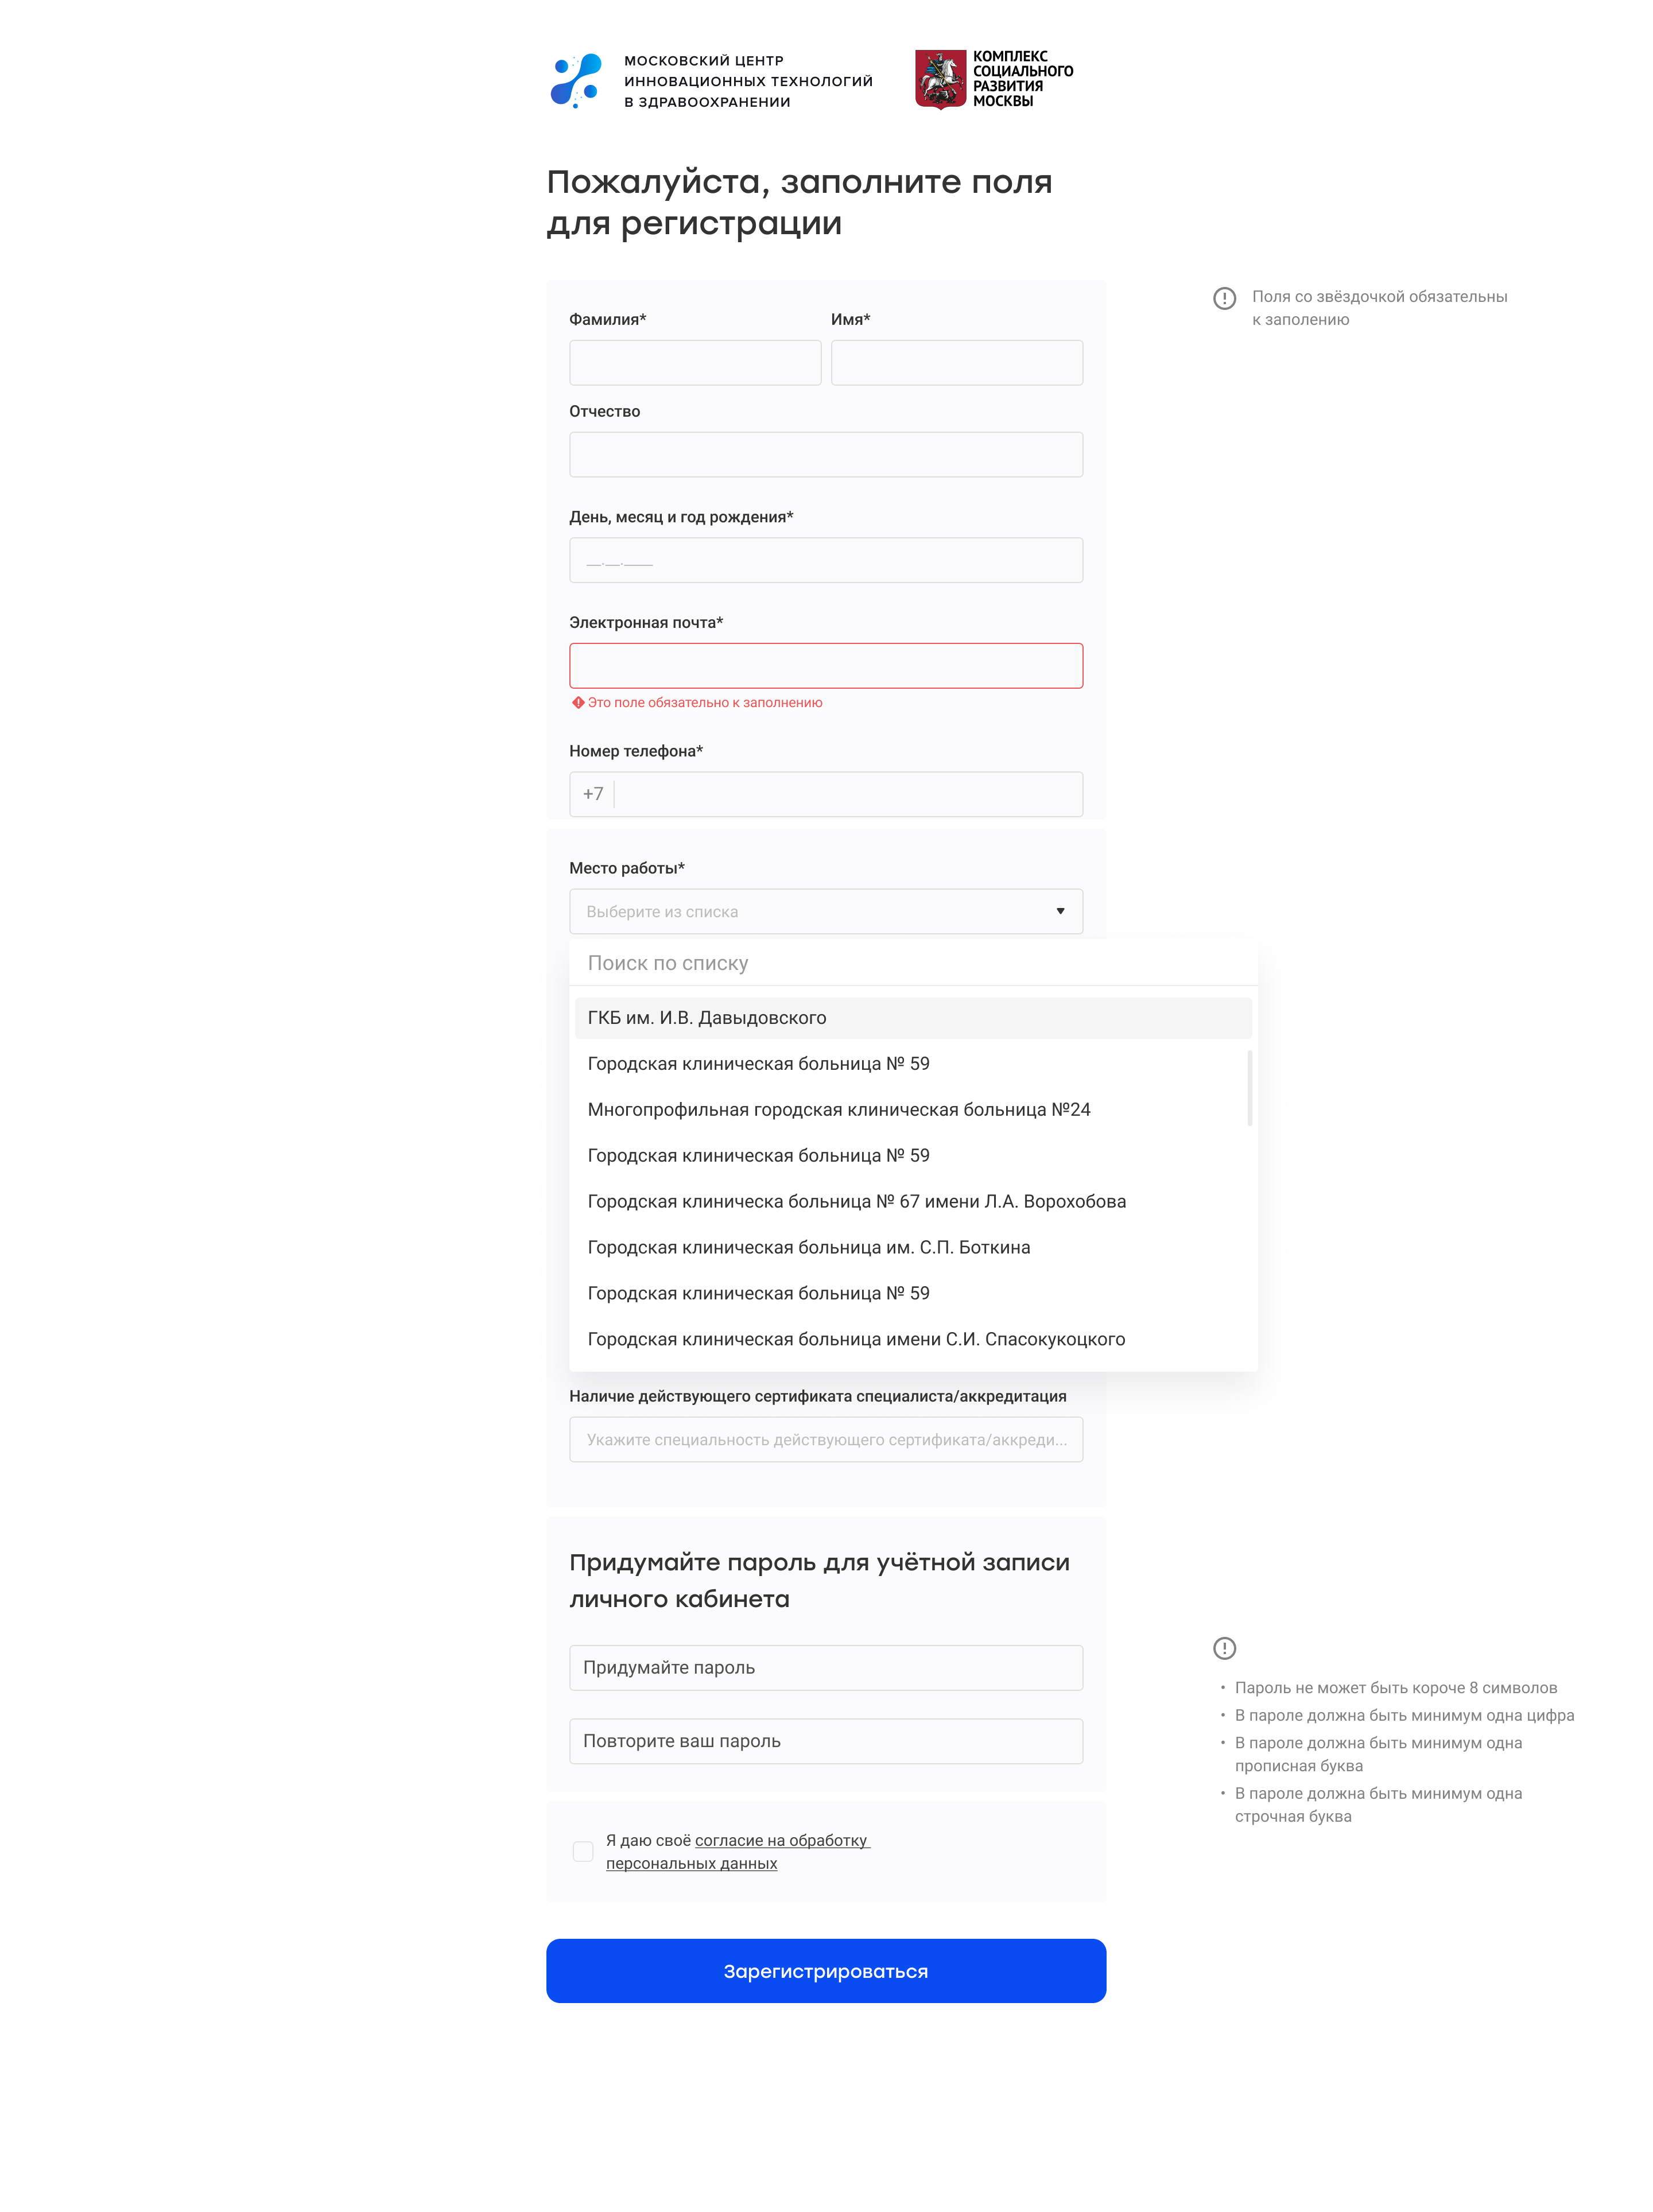 МОСКОВСКИЙ ЦЕНТР
ИННОВАЦИОННЫХ ТЕХНОЛОГИЙ
В ЗДРАВООХРАНЕНИИ
КОМПЛЕКС
СОЦИАЛЬНОГО
РАЗВИТИЯ
МОСКВЫ
Пожалуйста, заполните поля
для регистрации
Поля со звёздочкой обязательны
к заполению
Фамилия*
Имя*
Отчество
День, месяц и год рождения*
__.__.____
Электронная почта*
Это поле обязательно к заполнению
Номер телефона*
+7
Место работы*
Выберите из списка
Поиск по списку
ГКБ им. И.В. Давыдовского
Городская клиническая больница № 59
Многопрофильная городская клиническая больница №24
Городская клиническая больница № 59
Городская клиническа больница № 67 имени Л.А. Ворохобова
Городская клиническая больница им. С.П. Боткина
Городская клиническая больница № 59
Городская клиническая больница имени С.И. Спасокукоцкого
Наличие действующего сертификата специалиста/аккредитация
Укажите специальность действующего сертификата/аккреди...
Придумайте пароль для учётной записи
личного кабинета
Придумайте пароль
Повторите ваш пароль
• Пароль не может быть короче 8 символов
• В пароле должна быть минимум одна цифра
• В пароле должна быть минимум одна
прописная буква
• В пароле должна быть минимум одна
строчная буква
Я даю своё согласие на обработку
персональных данных
Зарегистрироваться